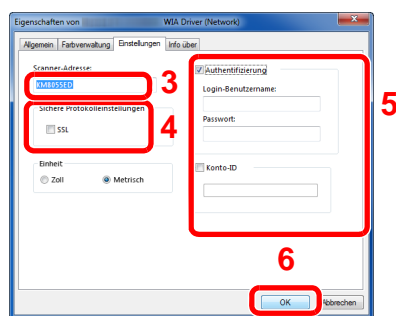 Eigenschaften von WIA Driver (Network)
Allgemein Farbverwaltung Einstellungen Info über
Scanner-Adresse:
KM8055ED
3
Sichere Protokolleinstellungen
SSL
4
Einheit
Zoll Metrisch
Authentifizierung
Login-Benutzername:
Passwort:
Konto-ID
5
6
OK Abbrechen